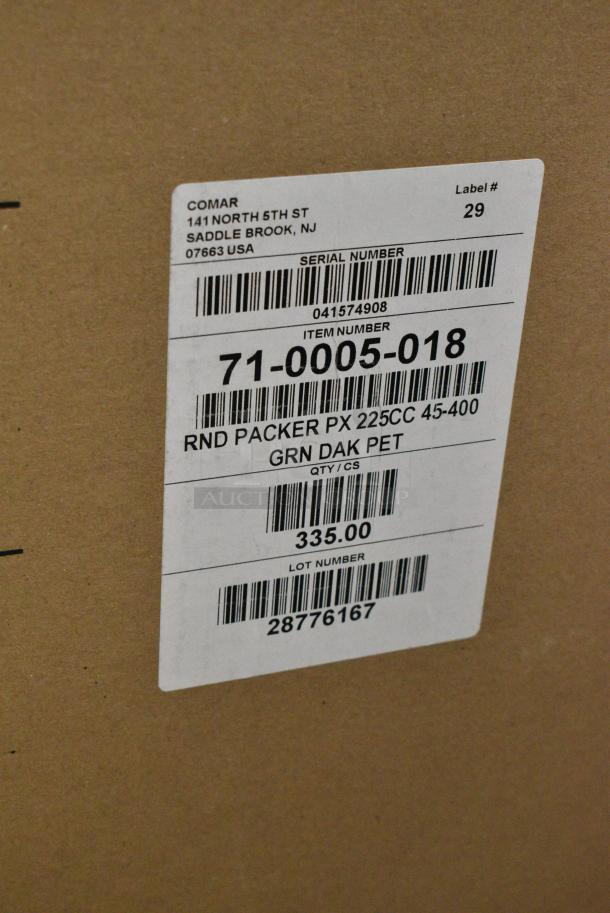 COMAR
141 NORTH 5TH ST
SADDLE BROOK, NJ
07663 USA
Label #
29
SERIAL NUMBER
041574908
ITEM NUMBER
71-0005-018
RND PACKER PX 225CC 45-400
GRN DAK PET
QTY / CS
335.00
LOT NUMBER
28776167